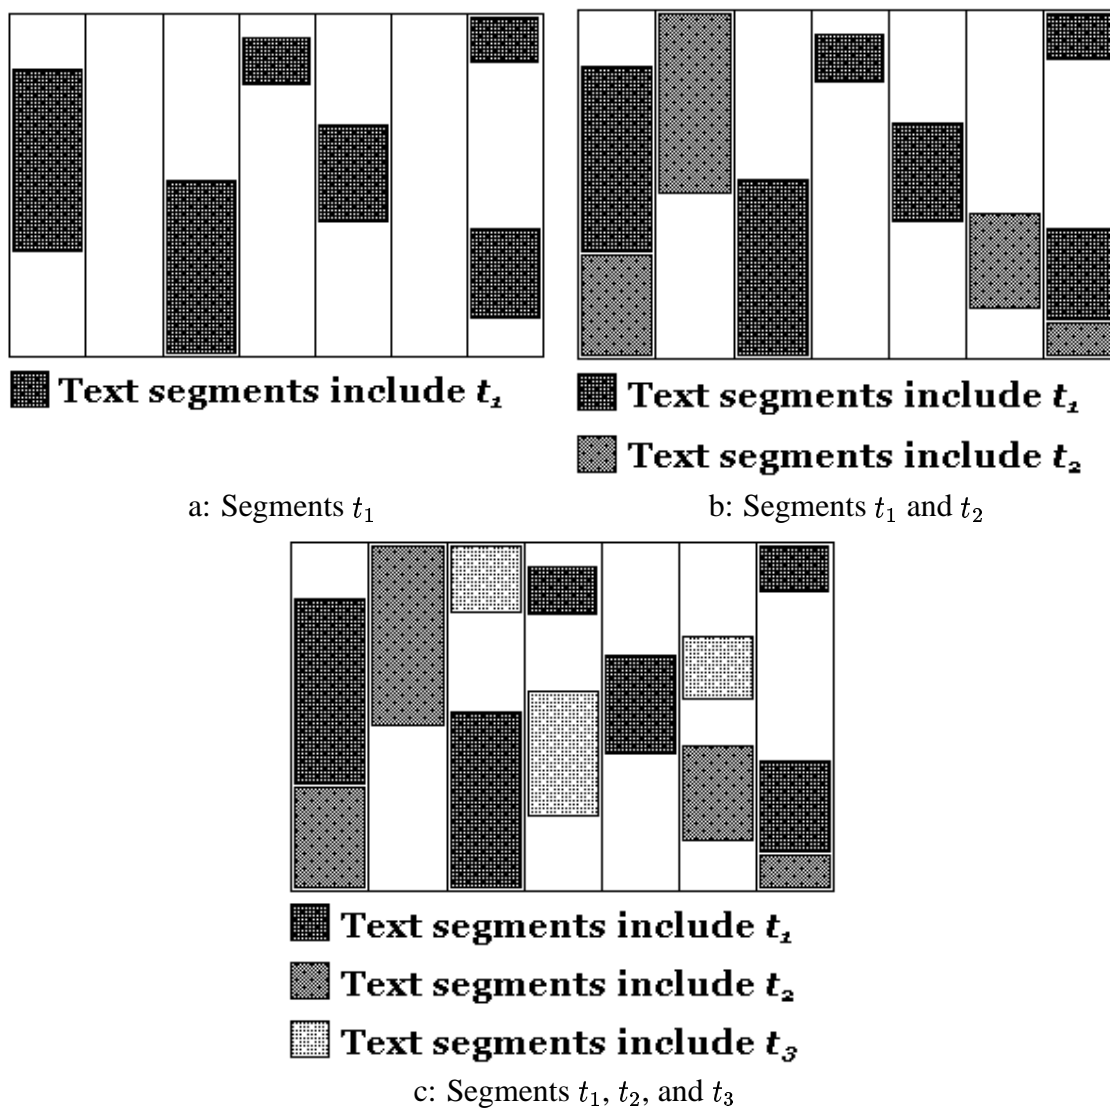 Text segments include t₁
a: Segments t₁
Text segments include t₁
Text segments include t₂
b: Segments t₁ and t₂
Text segments include t₁
Text segments include t₂
Text segments include t₃
c: Segments t₁, t₂, and t₃